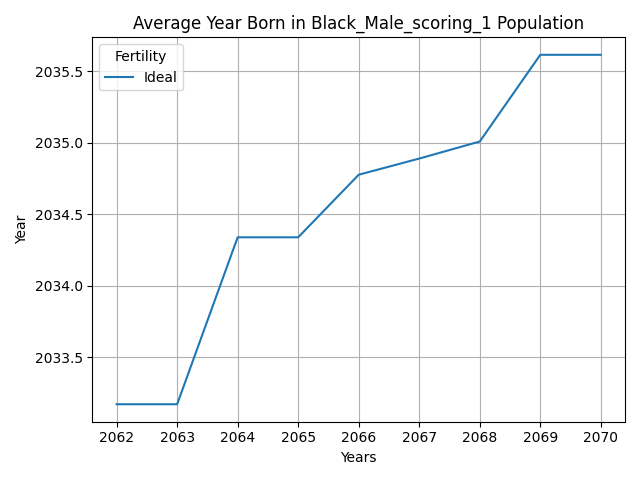 Average Year Born in Black_Male_scoring_1 Population
Fertility
Ideal
2035.5
2035.0
2034.5
2034.0
2033.5
Year
2062 2063 2064 2065 2066 2067 2068 2069 2070
Years